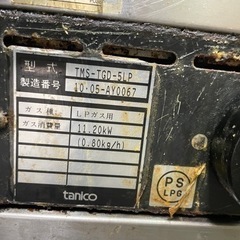 型式 TMS-TGD-5LP
製造番号 10·05-AY0067
ガス種 LPガス用
ガス消費量 11.20kW
(0.80kg/h)
tanico
PS
LPG